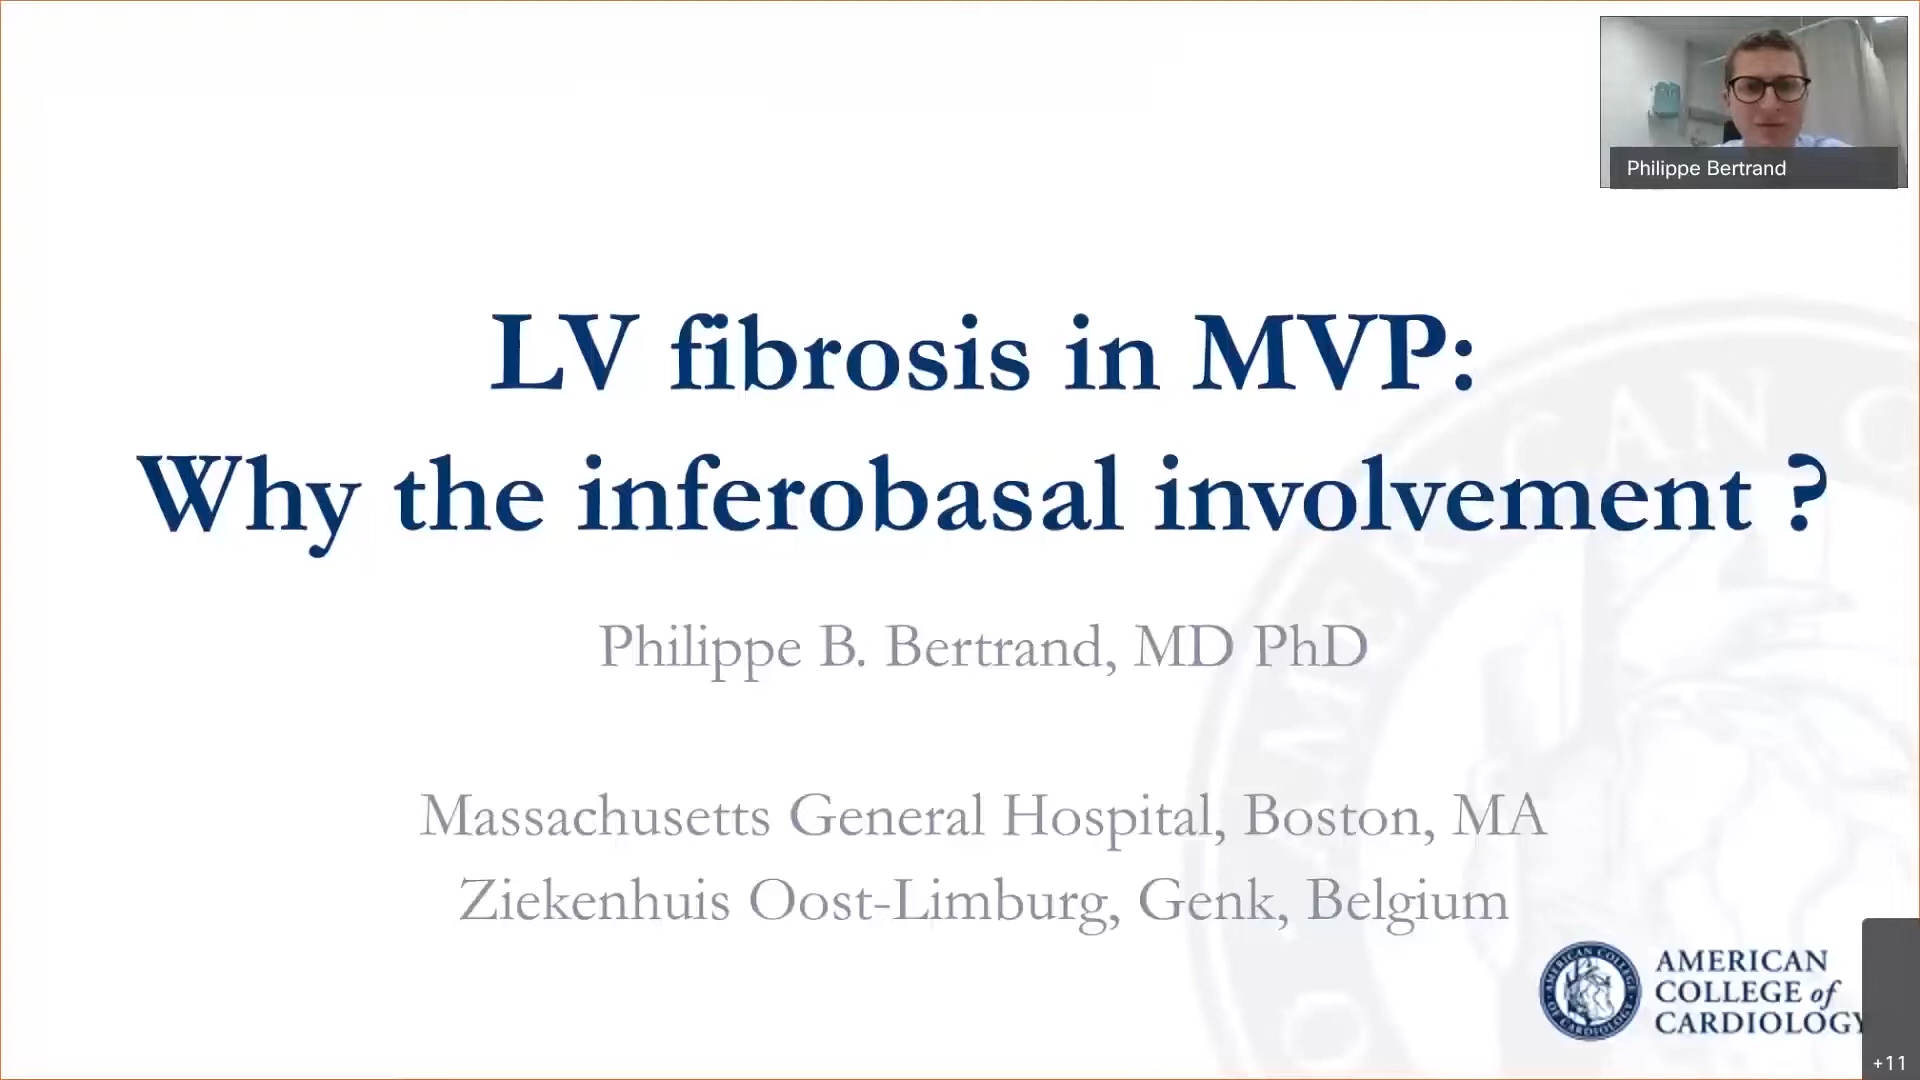 Philippe Bertrand
LV fibrosis in MVP:
Why the inferobasal involvement ?
Philippe B. Bertrand, MD PhD
Massachusetts General Hospital, Boston, MA
Ziekenhuis Oost-Limburg, Genk, Belgium
AMERICAN
COLLEGE of
CARDIOLOGY
+11